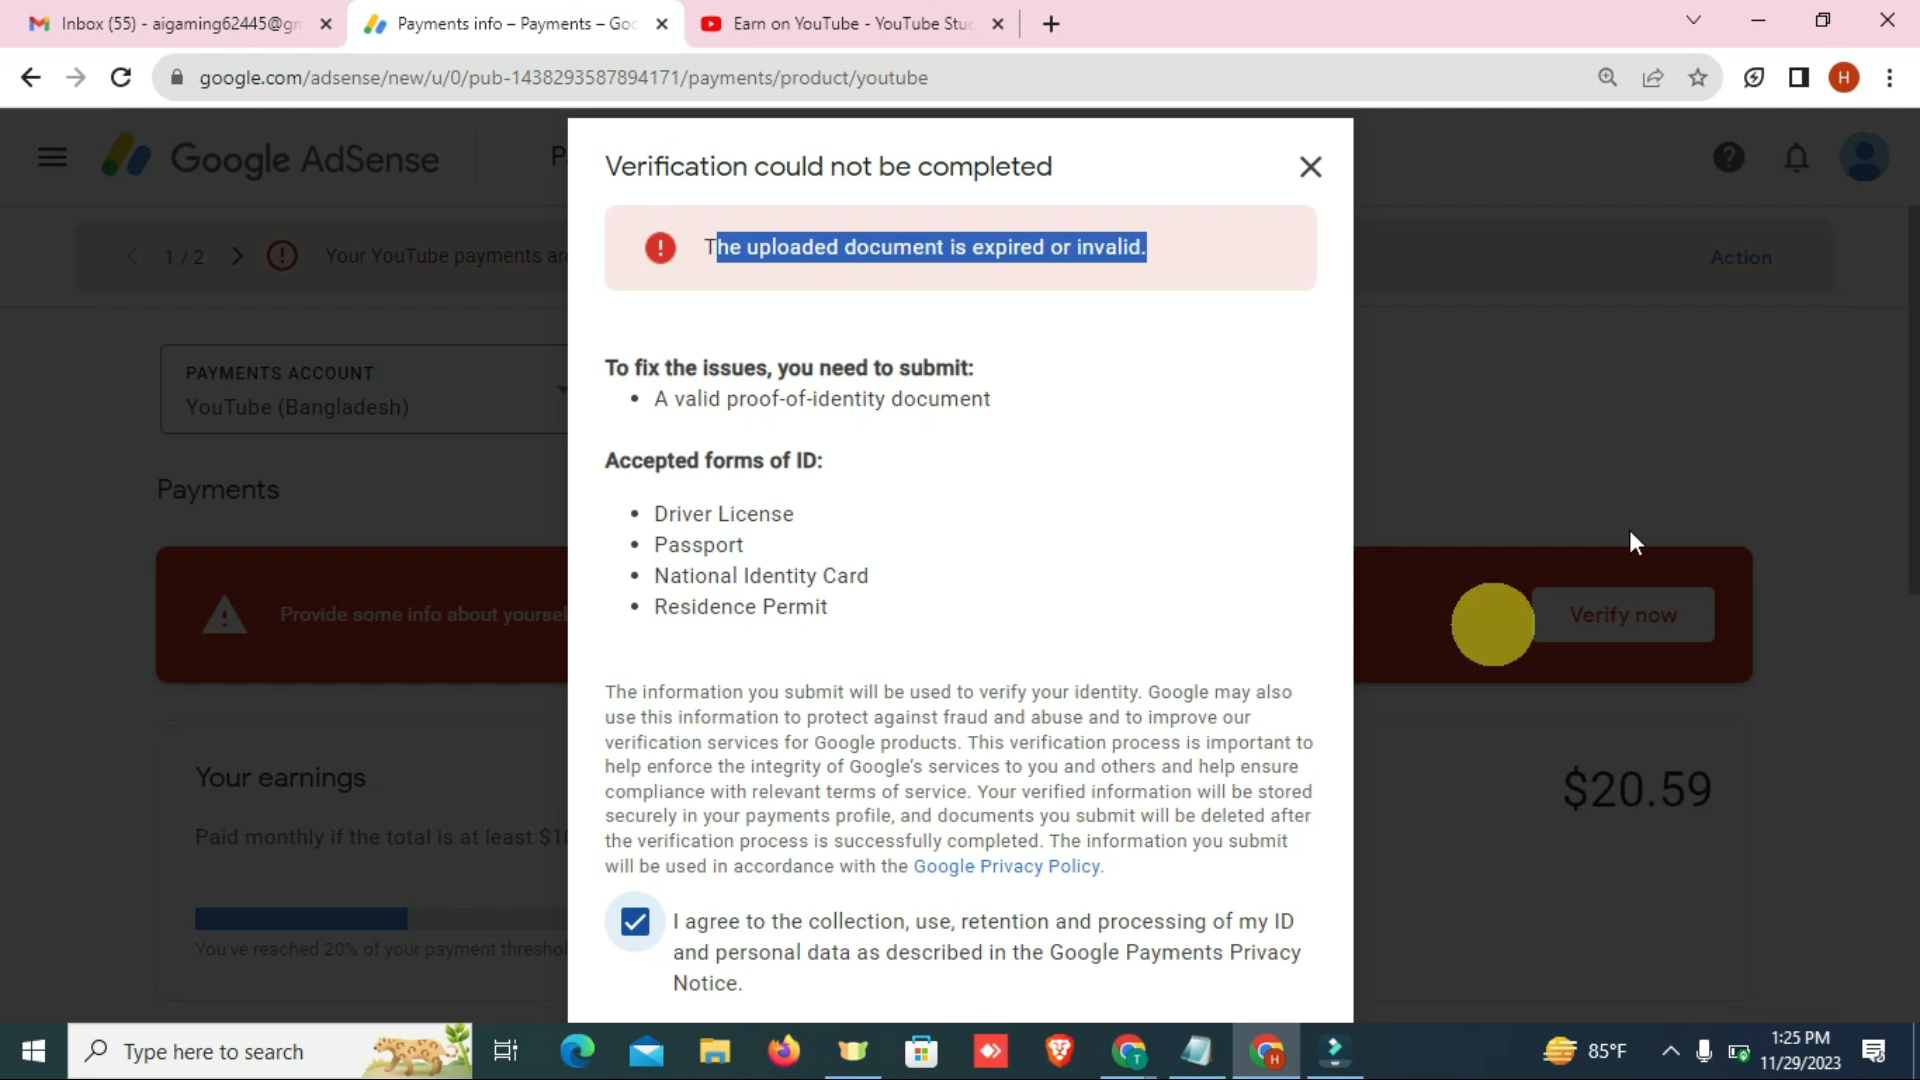 Inbox (55) - aigaming62445@gm
Payments info – Payments – Goo
Earn on YouTube - YouTube Stud
google.com/adsense/new/u/0/pub-1438293587894171/payments/product/youtube
H
Google AdSense
P
Verification could not be completed
1 / 2
Your YouTube payments are
Action
The uploaded document is expired or invalid.
PAYMENTS ACCOUNT
YouTube (Bangladesh)
To fix the issues, you need to submit:
• A valid proof-of-identity document
Accepted forms of ID:
Payments
• Driver License
• Passport
• National Identity Card
• Residence Permit
Provide some info about yourself
Verify now
The information you submit will be used to verify your identity. Google may also
use this information to protect against fraud and abuse and to improve our
verification services for Google products. This verification process is important to
help enforce the integrity of Google's services to you and others and help ensure
compliance with relevant terms of service. Your verified information will be stored
securely in your payments profile, and documents you submit will be deleted after
the verification process is successfully completed. The information you submit
will be used in accordance with the Google Privacy Policy.
Your earnings
$20.59
Paid monthly if the total is at least $10
You've reached 20% of your payment threshold
I agree to the collection, use, retention and processing of my ID
and personal data as described in the Google Payments Privacy
Notice.
Type here to search
85°F
1:25 PM
11/29/2023